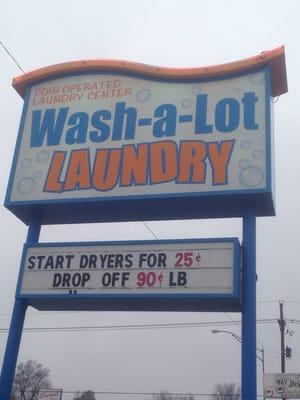 COIN OPERATED
LAUNDRY CENTER
Wash-a-Lot
LAUNDRY
START DRYERS FOR 25¢
DROP OFF 90¢ LB